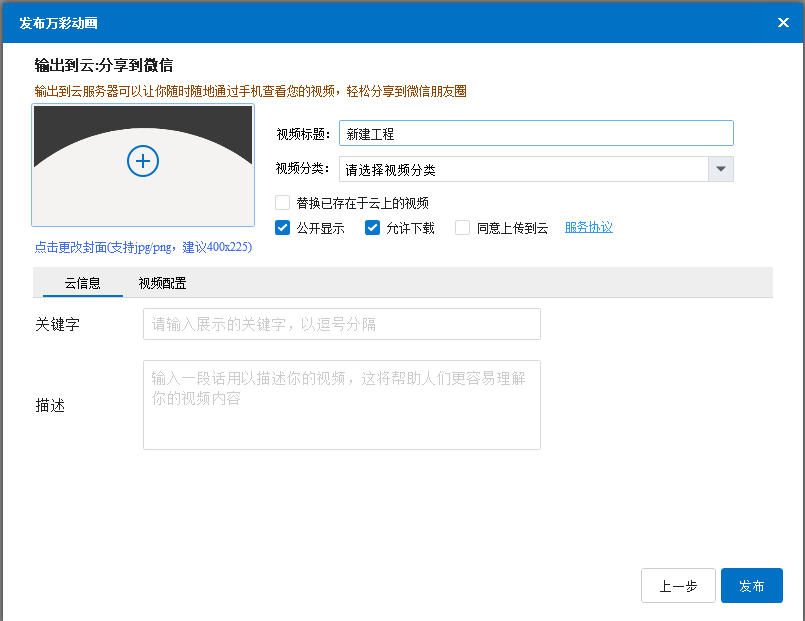 发布万彩动画
输出到云:分享到微信
输出到云服务器可以让你随时随地通过手机查看您的视频，轻松分享到微信朋友圈
视频标题： 新建工程
视频分类： 请选择视频分类
替换已存在于云上的视频
公开显示 允许下载 同意上传到云 服务协议
点击更改封面(支持jpg/png，建议400x225)
云信息 视频配置
关键字 请输入展示的关键字，以逗号分隔
描述 输入一段话用以描述你的视频，这将帮助人们更容易理解
你的视频内容
上一步 发布